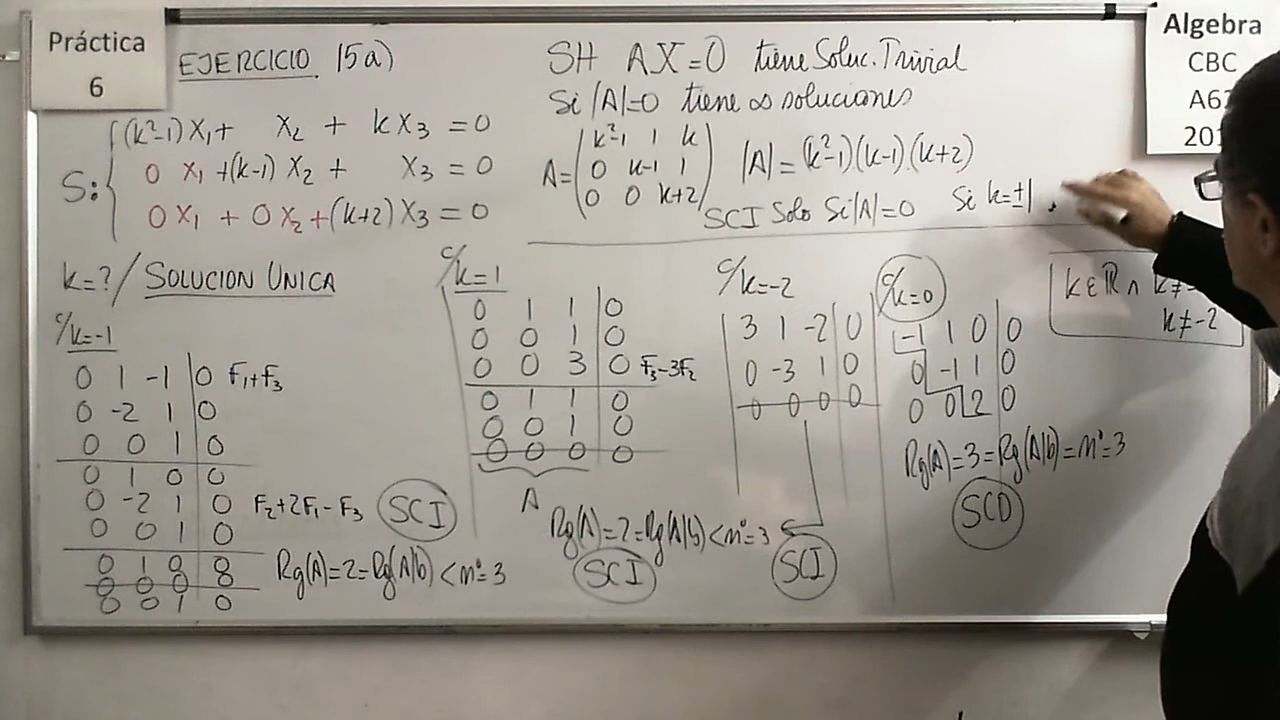 Práctica
6
EJERCICIO 15a)
SH AX=0 tiene Soluc. Trivial
Si |A|=0 tiene ∞ soluciones
Algebra
CBC
S: { (k²-1)X₁ + X₂ + kX₃ = 0
0 X₁ + (k-1) X₂ + X₃ = 0
0X₁ + 0X₂ + (k+2)X₃ = 0
A = ( k²-1 1 k
0 k-1 1
0 0 k+2 )
|A| = (k²-1)(k-1).(k+2)
SCI Solo Si |A|=0 Si k=±1,
k=? / SOLUCION UNICA
c/k=-1
0 1 -1 | 0 F₁+F₃
0 -2 1 | 0
0 0 1 | 0
0 1 0 | 0
0 -2 1 | 0 F₂+2F₁-F₃
0 0 1 | 0
0 1 0 | 0
0 0 0 | 0
0 0 1 | 0
SCI
Rg(A)=2=Rg(A|b) < nº=3
c/k=1
0 1 1 | 0
0 0 1 | 0
0 0 3 | 0 F₃-3F₂
0 1 1 | 0
0 0 1 | 0
0 0 0 | 0
A
Rg(A)=2=Rg(A|b) < nº=3
SCI
c/k=-2
3 1 -2 | 0
0 -3 1 | 0
0 0 0 | 0
SCI
c/k=0
-1 1 0 | 0
0 -1 1 | 0
0 0 2 | 0
Rg(A)=3=Rg(A|b)=nº=3
SCD
k∈ℝ ∧ k≠
k≠-2